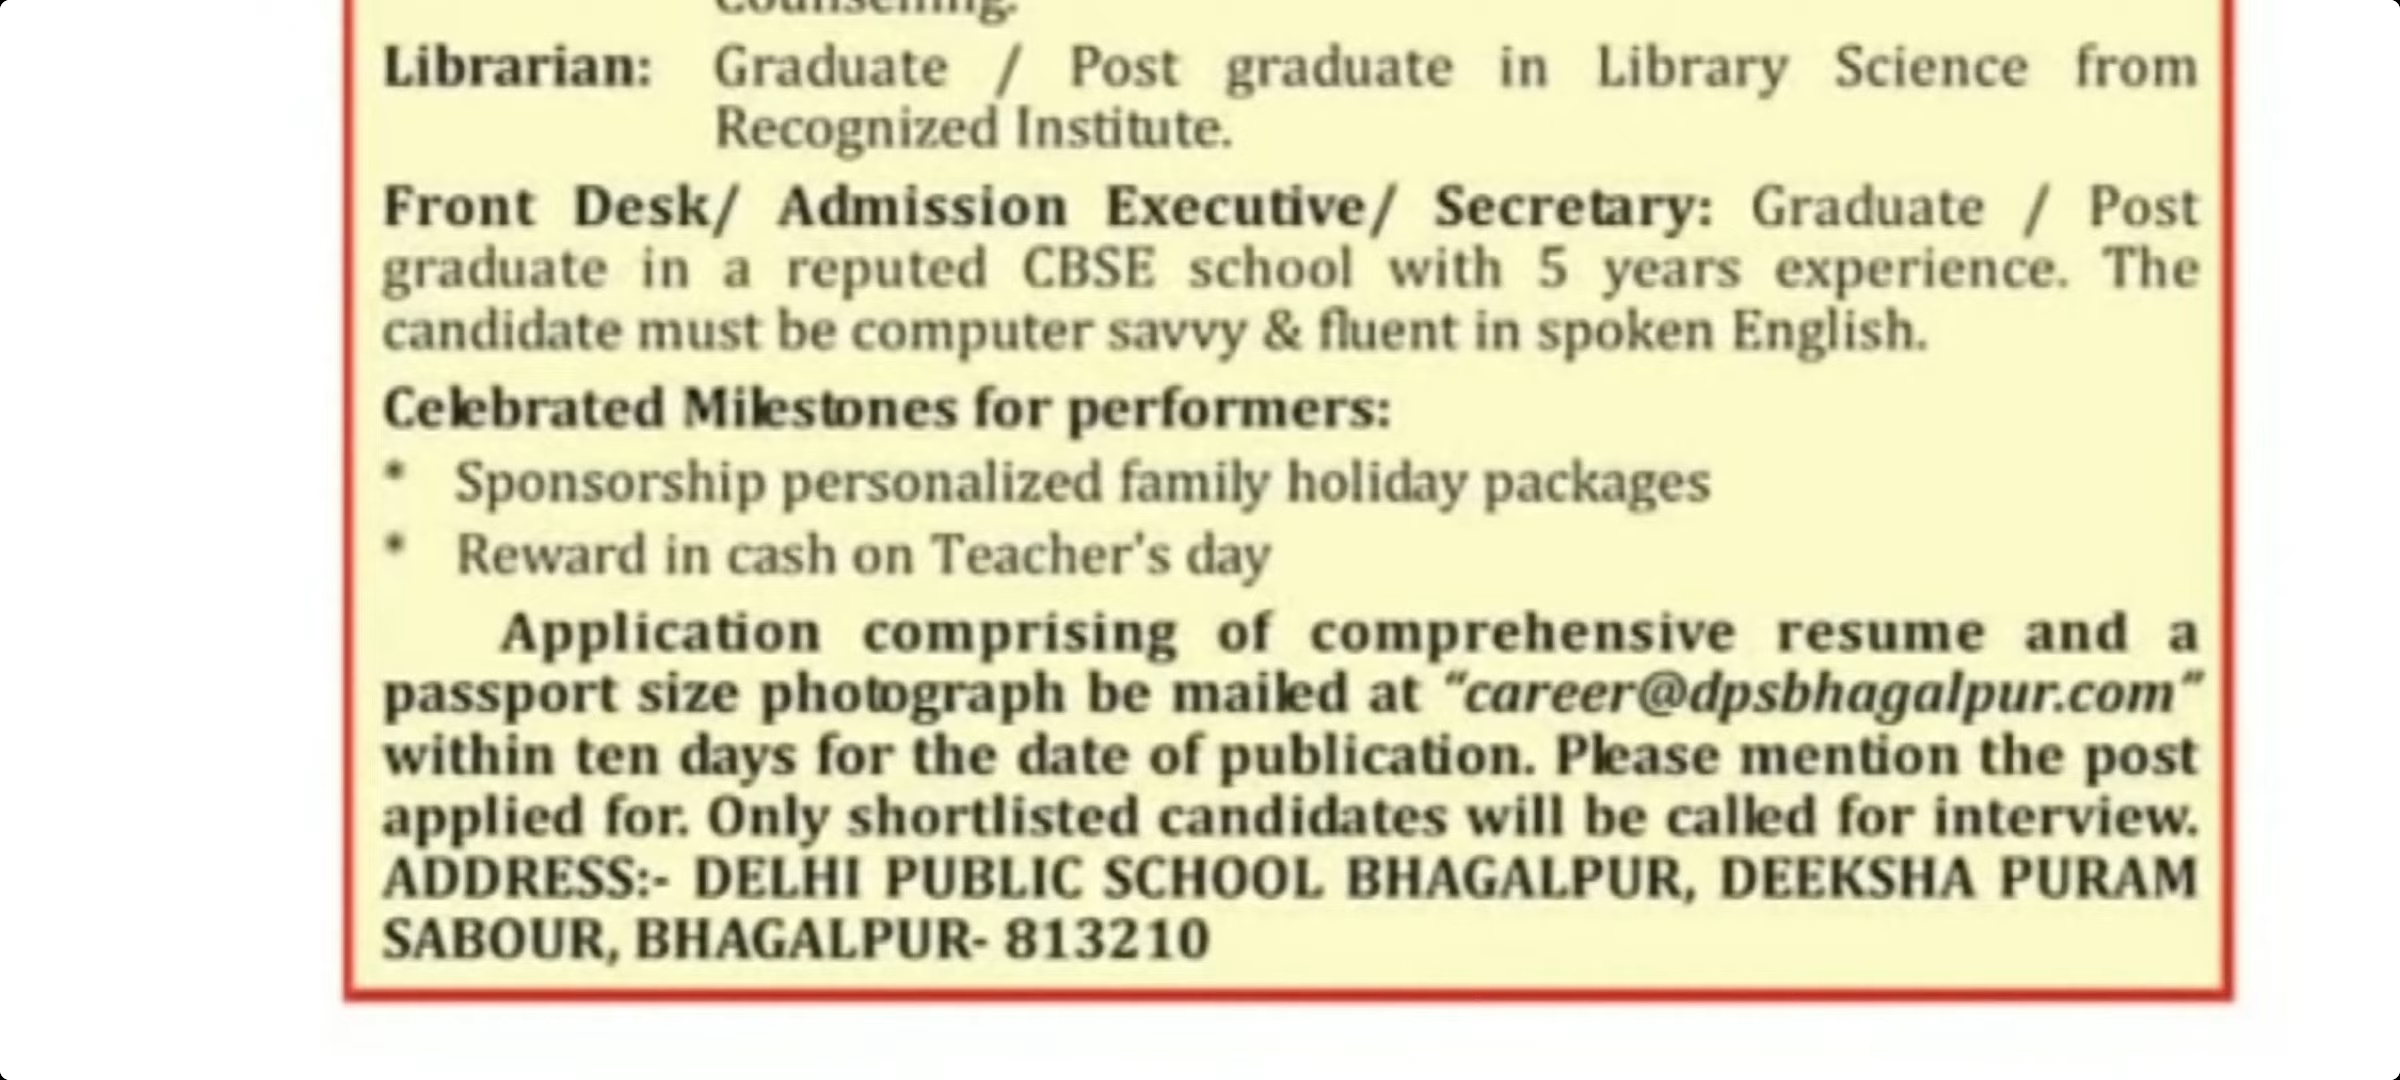 Counselling.
Librarian: Graduate / Post graduate in Library Science from
Recognized Institute.
Front Desk/ Admission Executive/ Secretary: Graduate / Post
graduate in a reputed CBSE school with 5 years experience. The
candidate must be computer savvy & fluent in spoken English.
Celebrated Milestones for performers:
* Sponsorship personalized family holiday packages
* Reward in cash on Teacher's day
Application comprising of comprehensive resume and a
passport size photograph be mailed at “career@dpsbhagalpur.com”
within ten days for the date of publication. Please mention the post
applied for. Only shortlisted candidates will be called for interview.
ADDRESS:- DELHI PUBLIC SCHOOL BHAGALPUR, DEEKSHA PURAM
SABOUR, BHAGALPUR- 813210